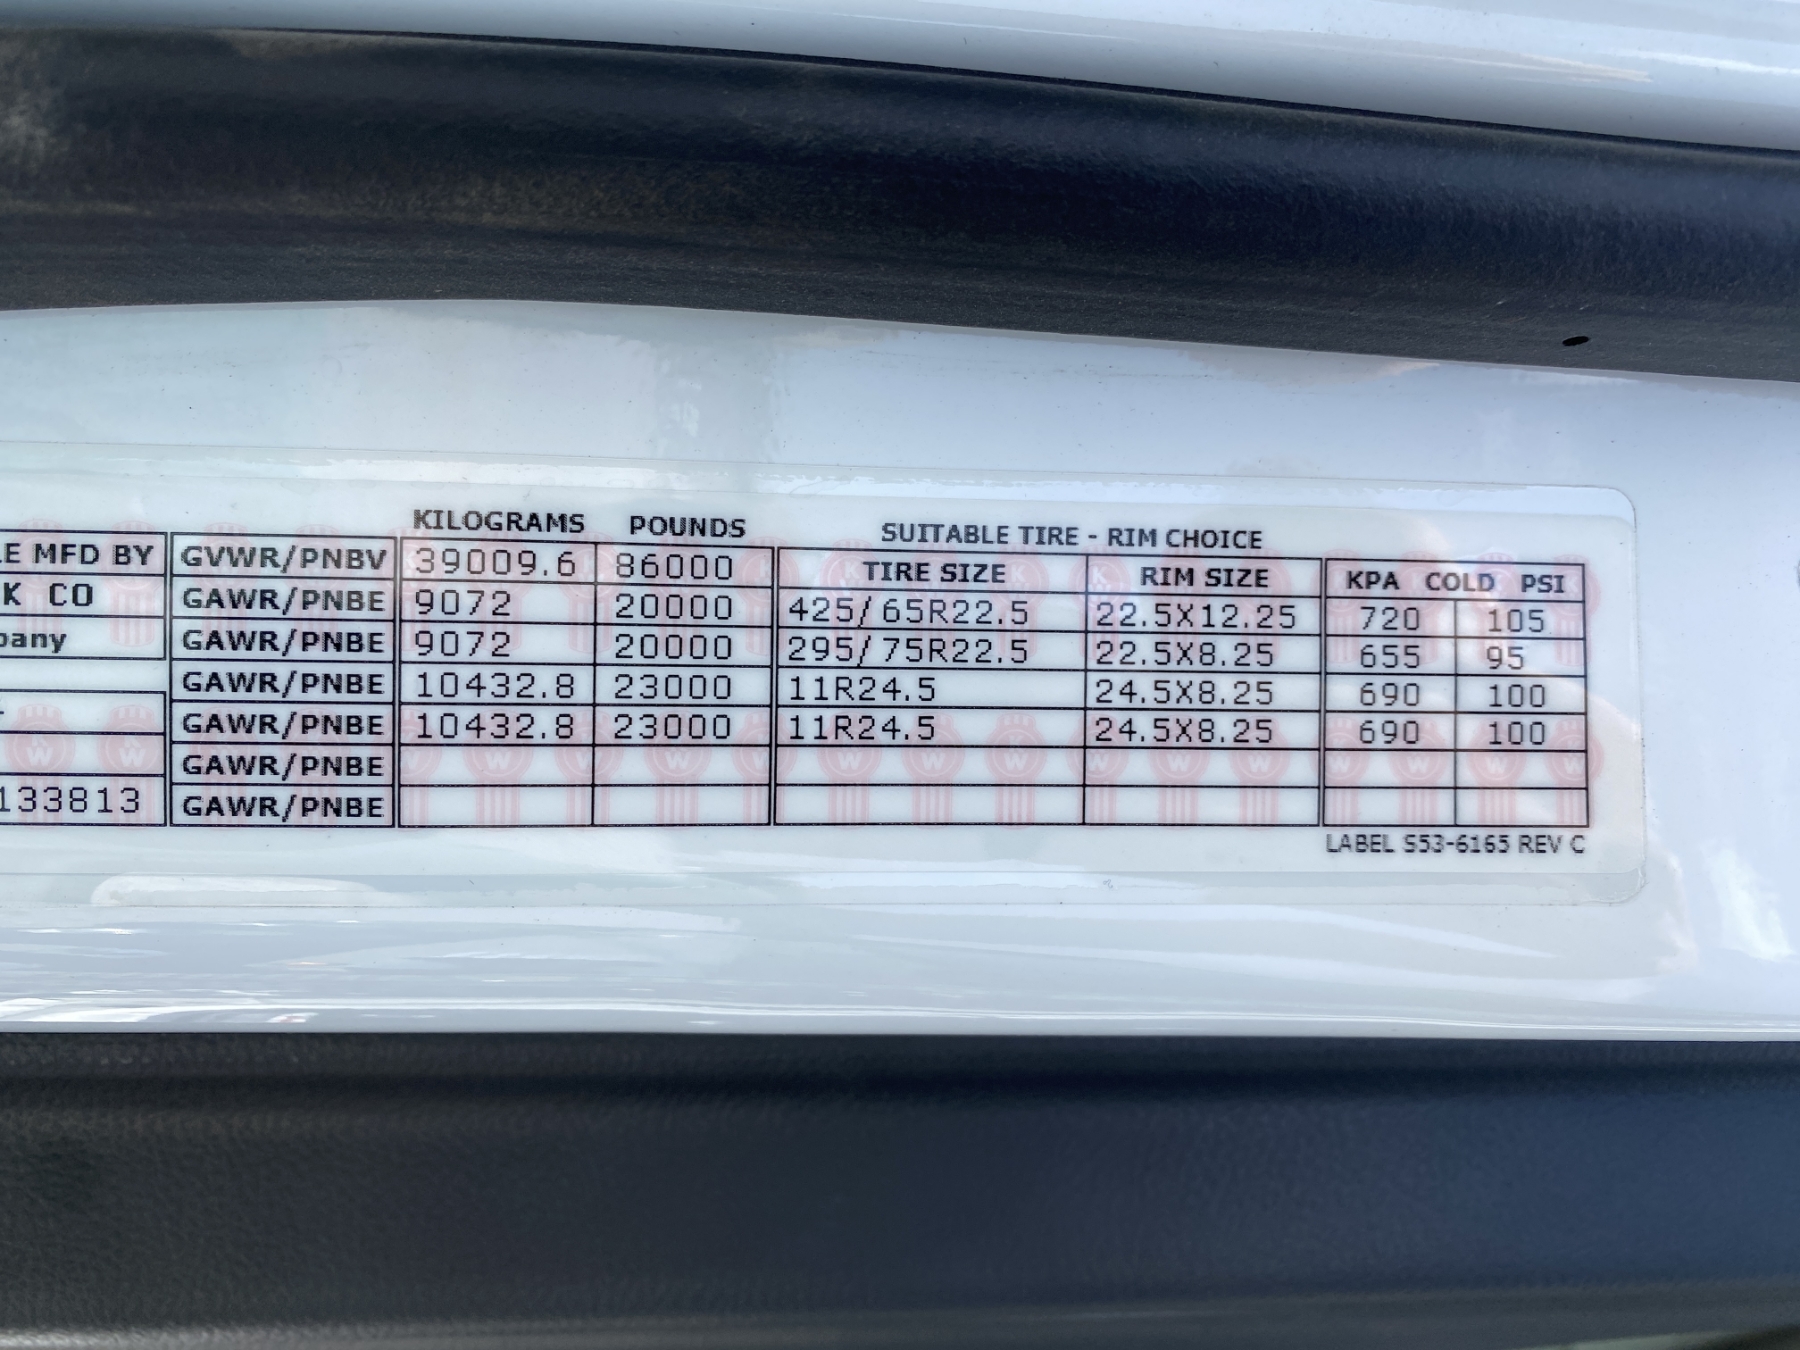 KILOGRAMS POUNDS SUITABLE TIRE - RIM CHOICE
E MFD BY GVWR/PNBV 39009.6 86000 TIRE SIZE RIM SIZE KPA COLD PSI
K CO GAWR/PNBE 9072 20000 425/65R22.5 22.5X12.25 720 105
pany GAWR/PNBE 9072 20000 295/75R22.5 22.5X8.25 655 95
GAWR/PNBE 10432.8 23000 11R24.5 24.5X8.25 690 100
GAWR/PNBE 10432.8 23000 11R24.5 24.5X8.25 690 100
GAWR/PNBE
133813 GAWR/PNBE
LABEL S53-6165 REV C